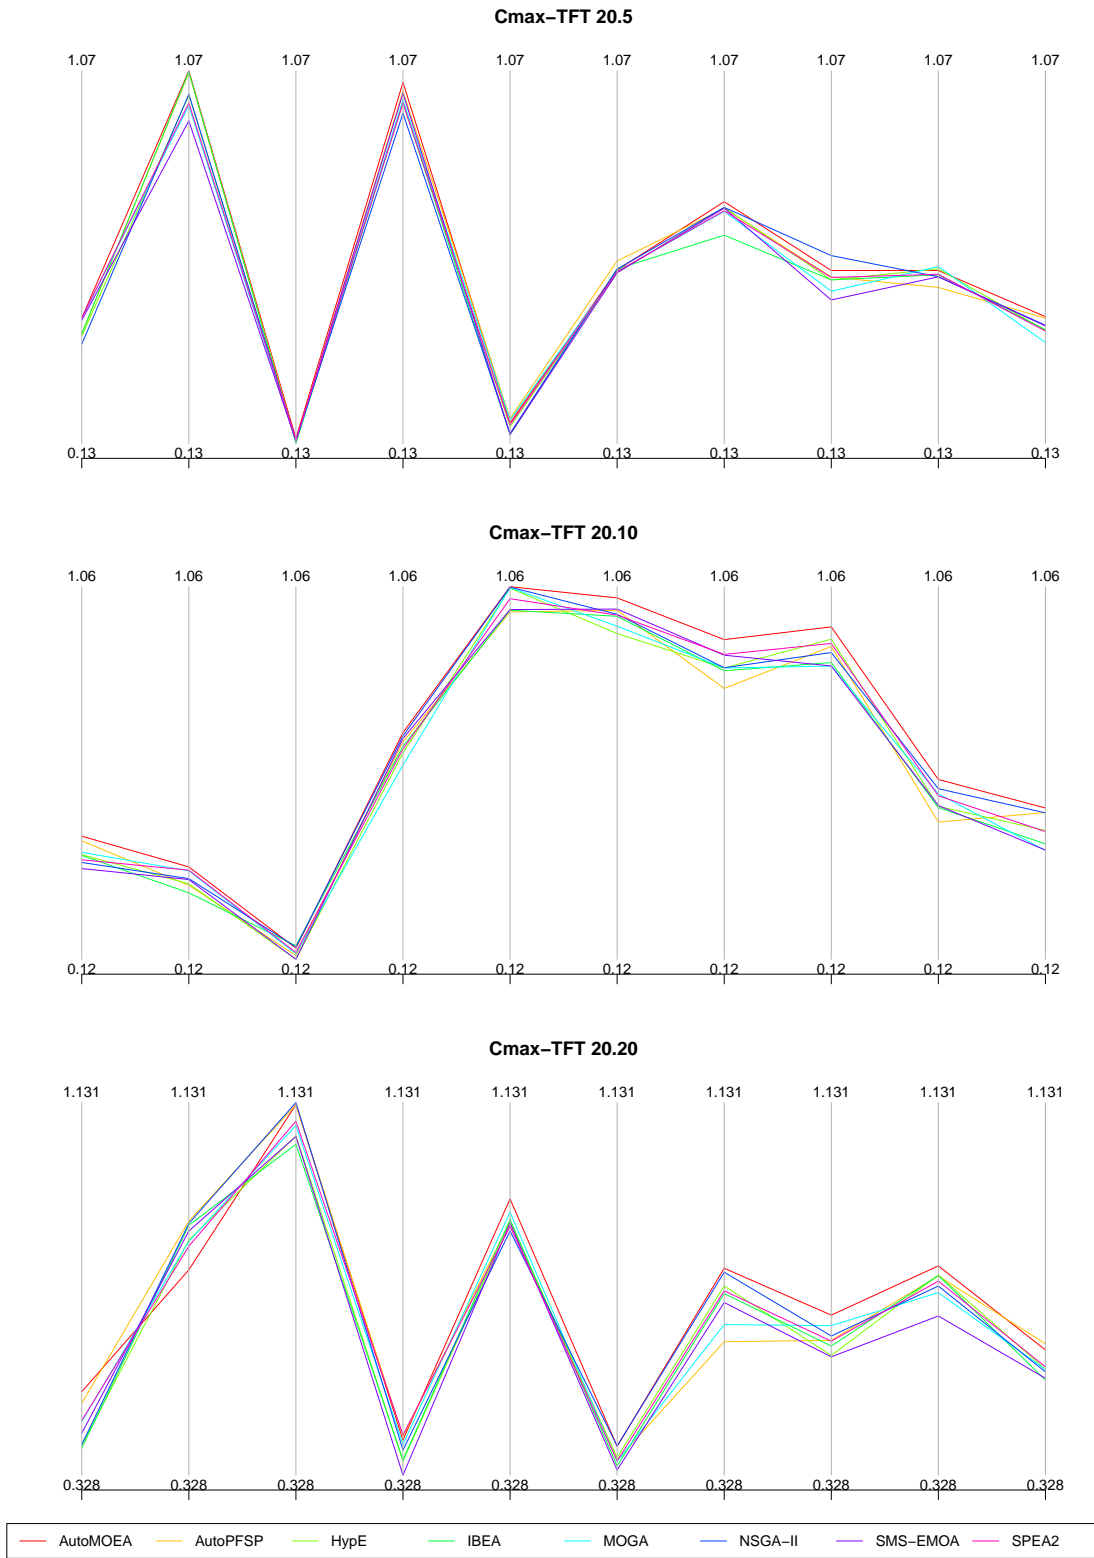 Cmax−TFT 20.5
1.07 1.07 1.07 1.07 1.07 1.07 1.07 1.07 1.07 1.07
0.13 0.13 0.13 0.13 0.13 0.13 0.13 0.13 0.13 0.13
Cmax−TFT 20.10
1.06 1.06 1.06 1.06 1.06 1.06 1.06 1.06 1.06 1.06
0.12 0.12 0.12 0.12 0.12 0.12 0.12 0.12 0.12 0.12
Cmax−TFT 20.20
1.131 1.131 1.131 1.131 1.131 1.131 1.131 1.131 1.131 1.131
0.328 0.328 0.328 0.328 0.328 0.328 0.328 0.328 0.328 0.328
AutoMOEA AutoPFSP HypE IBEA MOGA NSGA−II SMS−EMOA SPEA2